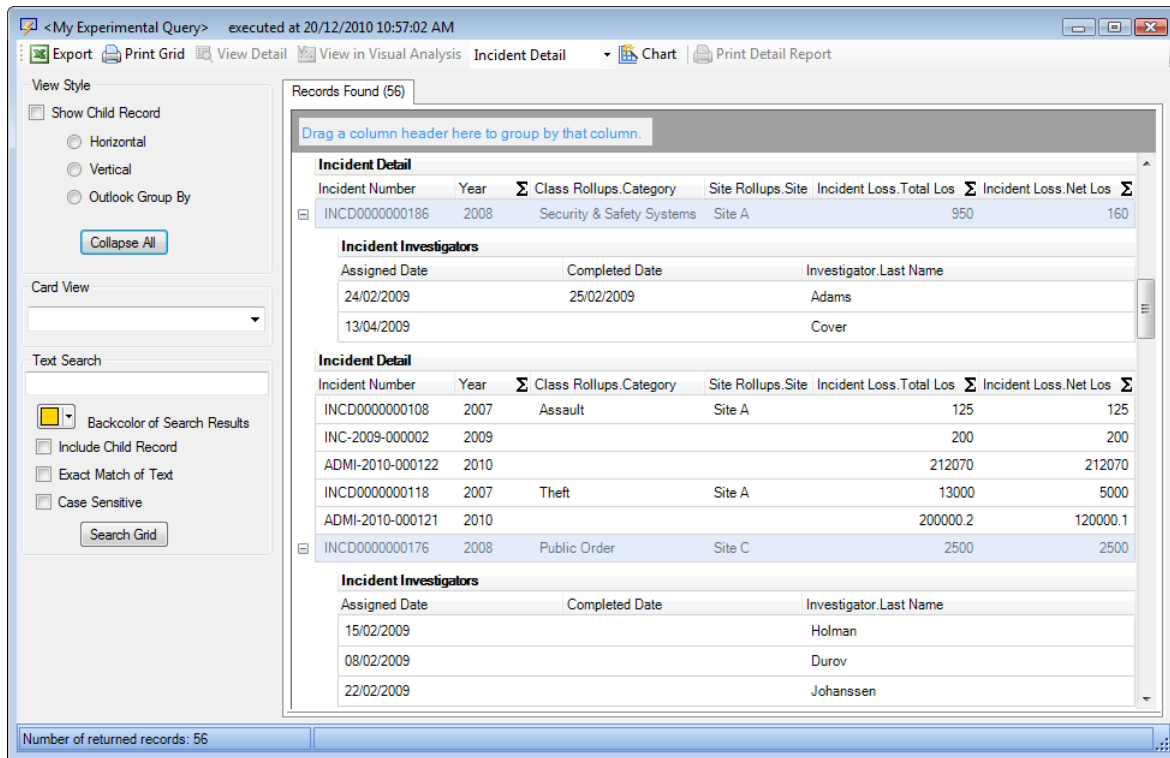 <My Experimental Query> executed at 20/12/2010 10:57:02 AM
Export Print Grid View Detail View in Visual Analysis Incident Detail Chart Print Detail Report
View Style
Show Child Record
Horizontal
Vertical
Outlook Group By
Collapse All
Card View
Text Search
Backcolor of Search Results
Include Child Record
Exact Match of Text
Case Sensitive
Search Grid
Records Found (56)
Drag a column header here to group by that column.
Incident Detail
Incident Number Year Σ Class Rollups.Category Site Rollups.Site Incident Loss.Total Los Σ Incident Loss.Net Los Σ
INCD0000000186 2008 Security & Safety Systems Site A 950 160
Incident Investigators
Assigned Date Completed Date Investigator.Last Name
24/02/2009 25/02/2009 Adams
13/04/2009 Cover
Incident Detail
Incident Number Year Σ Class Rollups.Category Site Rollups.Site Incident Loss.Total Los Σ Incident Loss.Net Los Σ
INCD0000000108 2007 Assault Site A 125 125
INC-2009-000002 2009 200 200
ADMI-2010-000122 2010 212070 212070
INCD0000000118 2007 Theft Site A 13000 5000
ADMI-2010-000121 2010 200000.2 120000.1
INCD0000000176 2008 Public Order Site C 2500 2500
Incident Investigators
Assigned Date Completed Date Investigator.Last Name
15/02/2009 Holman
08/02/2009 Durov
22/02/2009 Johanssen
Number of returned records: 56